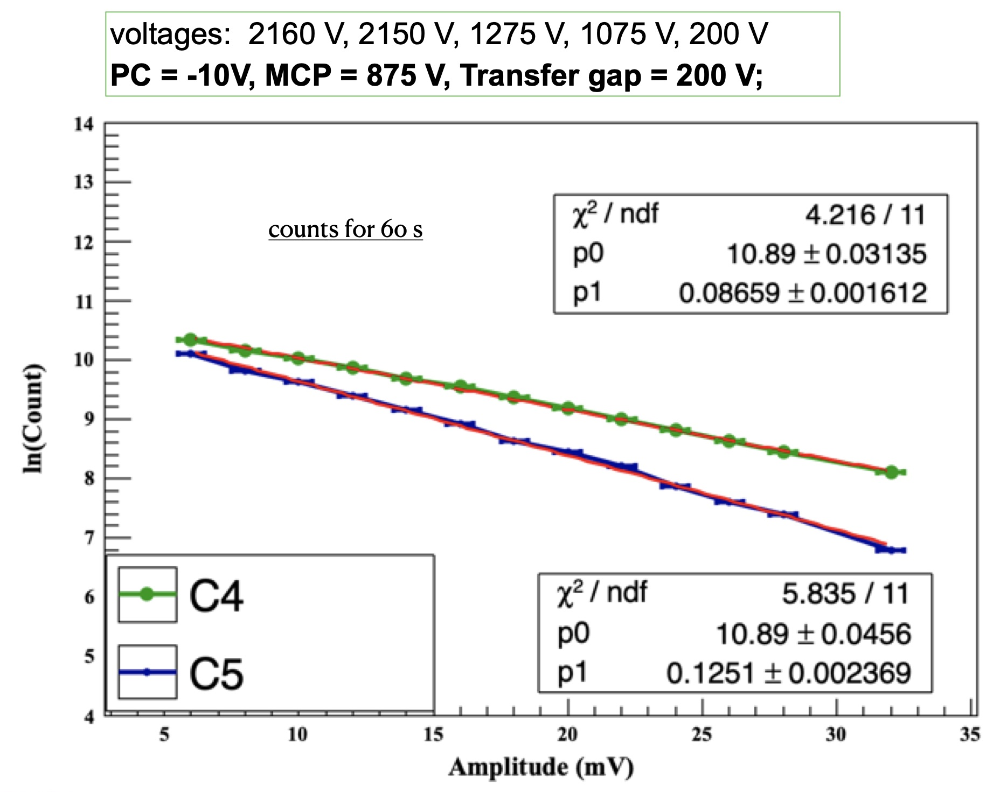 voltages:  2160 V, 2150 V, 1275 V, 1075 V, 200 V
PC = -10V, MCP = 875 V, Transfer gap = 200 V;
14
13
12
11
10
9
8
7
6
5
4
ln(Count)
counts for 60 s
χ² / ndf 4.216 / 11
p0 10.89 ± 0.03135
p1 0.08659 ± 0.001612
C4
C5
χ² / ndf 5.835 / 11
p0 10.89 ± 0.0456
p1 0.1251 ± 0.002369
5 10 15 20 25 30 35
Amplitude (mV)